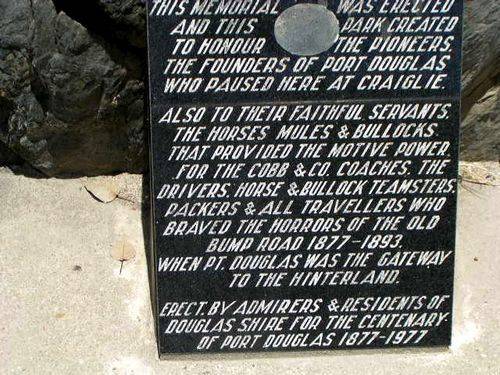 THIS MEMORIAL WAS ERECTED
AND THIS PARK CREATED
TO HONOUR THE PIONEERS
THE FOUNDERS OF PORT DOUGLAS
WHO PAUSED HERE AT CRAIGLIE.
ALSO TO THEIR FAITHFUL SERVANTS.
THE HORSES MULES & BULLOCKS.
THAT PROVIDED THE MOTIVE POWER
FOR THE COBB & CO. COACHES. THE
DRIVERS. HORSE & BULLOCK TEAMSTERS.
PACKERS & ALL TRAVELLERS WHO
BRAVED THE HORRORS OF THE OLD
BUMP ROAD 1877-1893.
WHEN PT. DOUGLAS WAS THE GATEWAY
TO THE HINTERLAND.
ERECT. BY ADMIRERS & RESIDENTS OF
DOUGLAS SHIRE FOR THE CENTENARY
OF PORT DOUGLAS 1877-1977